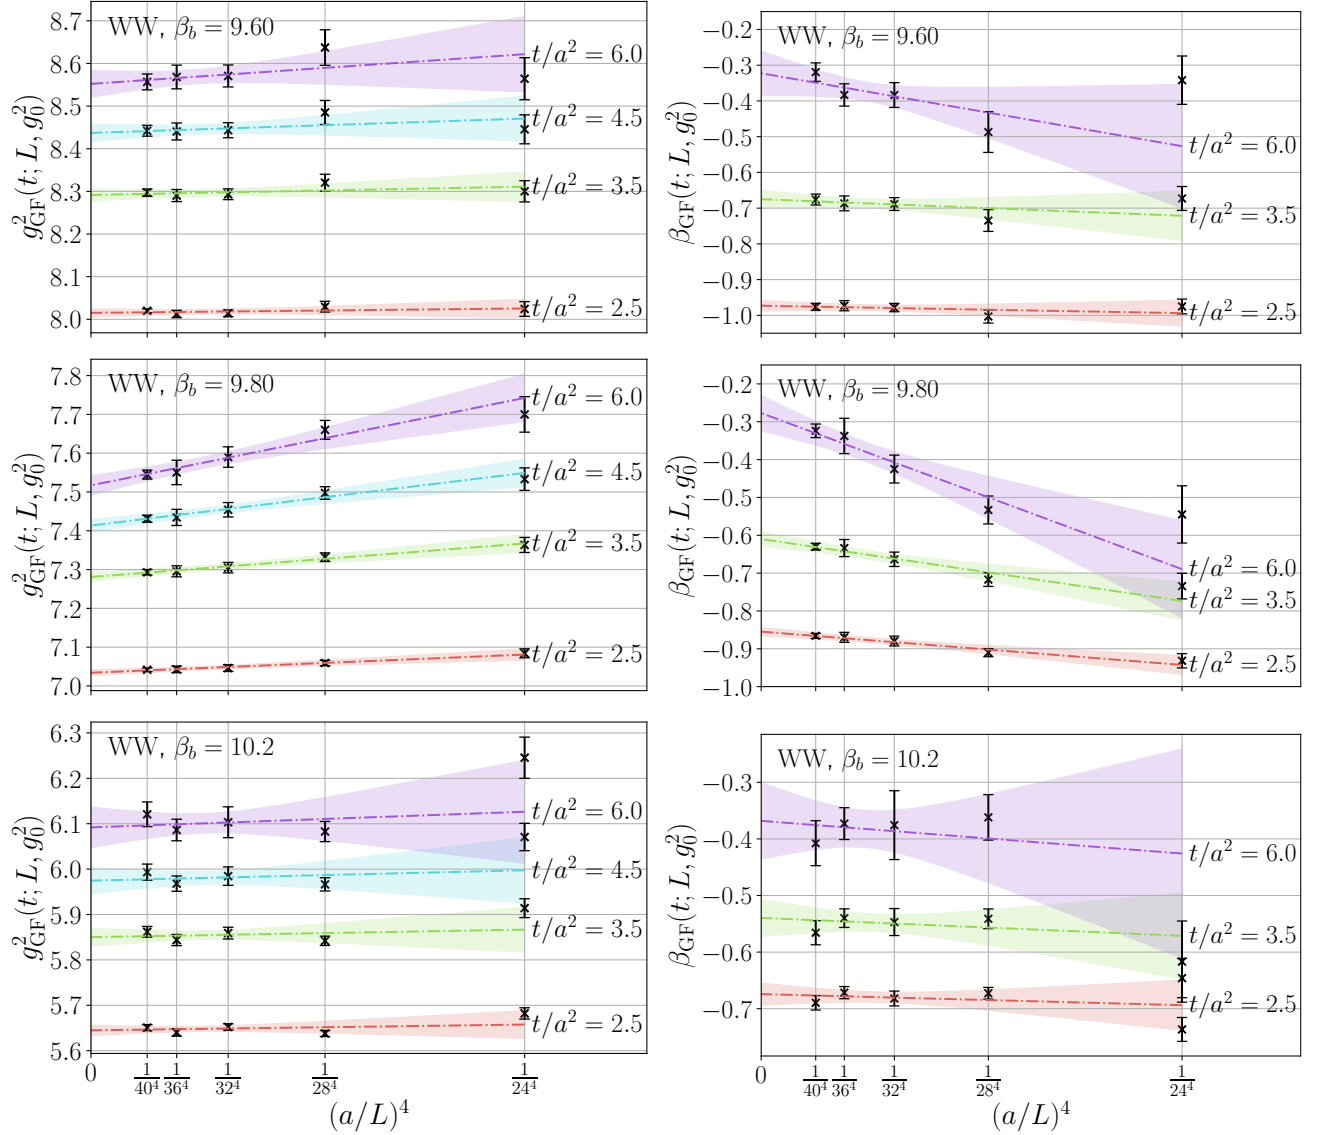 WW, β_b = 9.60
8.7
8.6
8.5
8.4
8.3
8.2
8.1
8.0
g²_GF(t; L, g₀²)
t/a² = 6.0
t/a² = 4.5
t/a² = 3.5
t/a² = 2.5
WW, β_b = 9.60
−0.2
−0.3
−0.4
−0.5
−0.6
−0.7
−0.8
−0.9
−1.0
β_GF(t; L, g₀²)
t/a² = 6.0
t/a² = 3.5
t/a² = 2.5
WW, β_b = 9.80
7.8
7.7
7.6
7.5
7.4
7.3
7.2
7.1
7.0
g²_GF(t; L, g₀²)
t/a² = 6.0
t/a² = 4.5
t/a² = 3.5
t/a² = 2.5
WW, β_b = 9.80
−0.2
−0.3
−0.4
−0.5
−0.6
−0.7
−0.8
−0.9
−1.0
β_GF(t; L, g₀²)
t/a² = 6.0
t/a² = 3.5
t/a² = 2.5
WW, β_b = 10.2
6.3
6.2
6.1
6.0
5.9
5.8
5.7
5.6
g²_GF(t; L, g₀²)
t/a² = 6.0
t/a² = 4.5
t/a² = 3.5
t/a² = 2.5
0 1/40⁴ 1/36⁴ 1/32⁴ 1/28⁴ 1/24⁴
(a/L)⁴
WW, β_b = 10.2
−0.3
−0.4
−0.5
−0.6
−0.7
β_GF(t; L, g₀²)
t/a² = 6.0
t/a² = 3.5
t/a² = 2.5
0 1/40⁴ 1/36⁴ 1/32⁴ 1/28⁴ 1/24⁴
(a/L)⁴